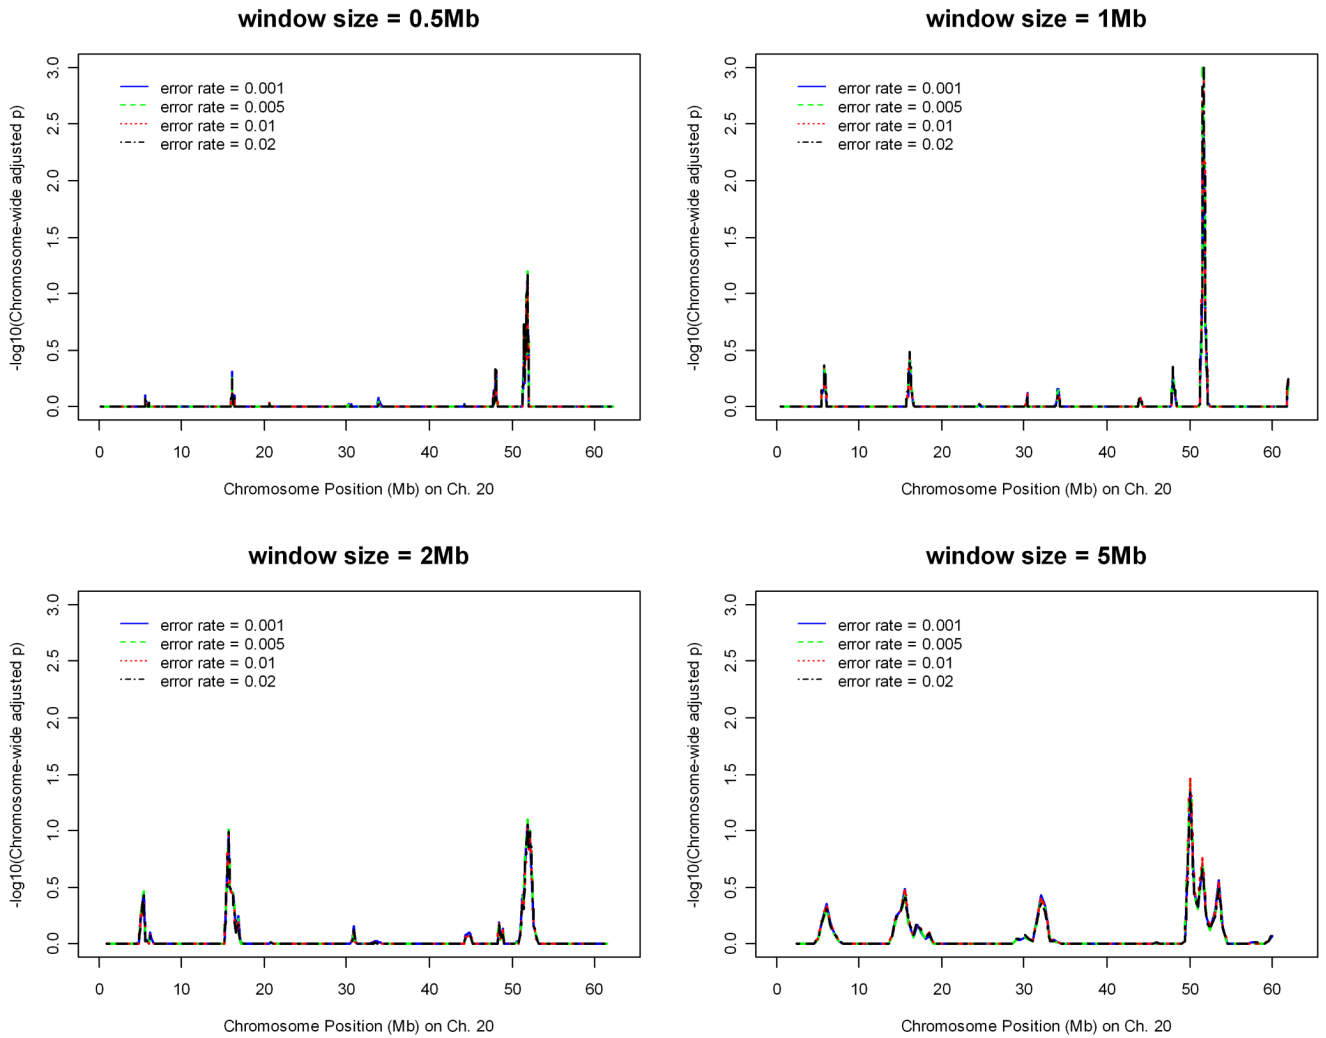 window size = 0.5Mb
-log10(Chromosome-wide adjusted p)
3.0
2.5
2.0
1.5
1.0
0.5
0.0
error rate = 0.001
error rate = 0.005
error rate = 0.01
error rate = 0.02
0 10 20 30 40 50 60
Chromosome Position (Mb) on Ch. 20
window size = 1Mb
-log10(Chromosome-wide adjusted p)
3.0
2.5
2.0
1.5
1.0
0.5
0.0
error rate = 0.001
error rate = 0.005
error rate = 0.01
error rate = 0.02
0 10 20 30 40 50 60
Chromosome Position (Mb) on Ch. 20
window size = 2Mb
-log10(Chromosome-wide adjusted p)
3.0
2.5
2.0
1.5
1.0
0.5
0.0
error rate = 0.001
error rate = 0.005
error rate = 0.01
error rate = 0.02
0 10 20 30 40 50 60
Chromosome Position (Mb) on Ch. 20
window size = 5Mb
-log10(Chromosome-wide adjusted p)
3.0
2.5
2.0
1.5
1.0
0.5
0.0
error rate = 0.001
error rate = 0.005
error rate = 0.01
error rate = 0.02
0 10 20 30 40 50 60
Chromosome Position (Mb) on Ch. 20